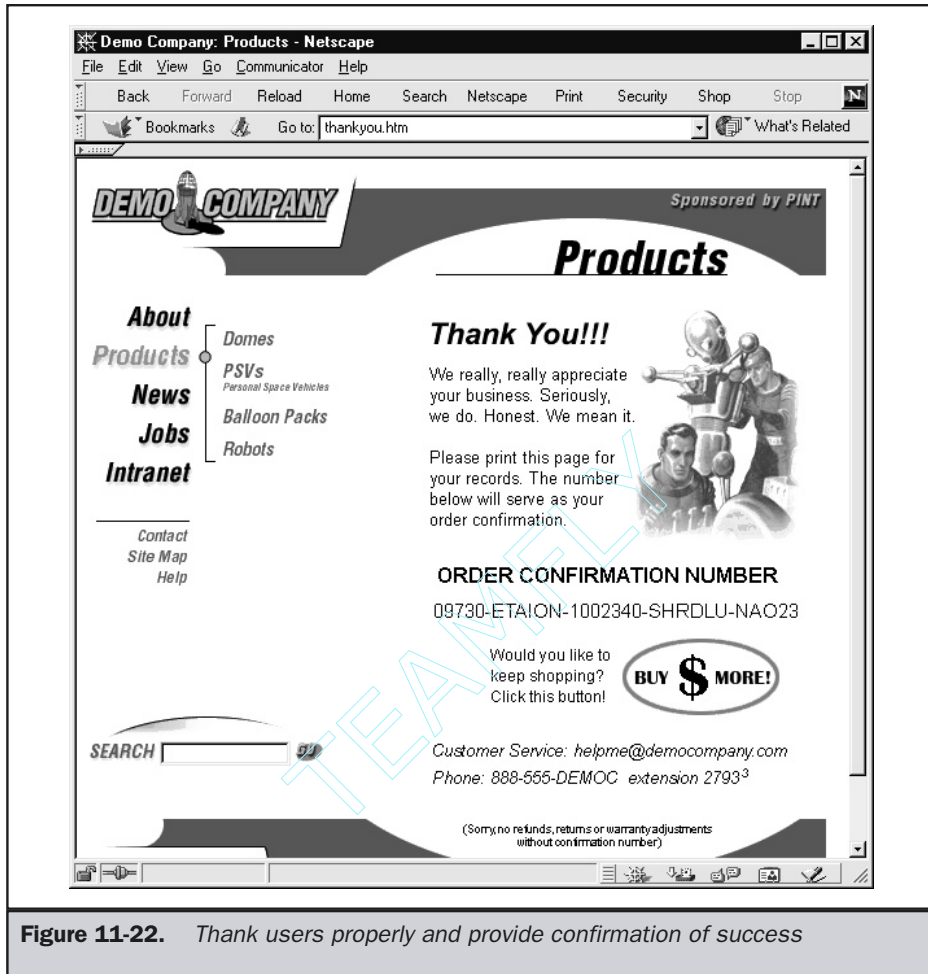 Demo Company: Products - Netscape
File Edit View Go Communicator Help
Back Forward Reload Home Search Netscape Print Security Shop Stop N
Bookmarks Go to: thankyou.htm What's Related
DEMO COMPANY
Sponsored by PINT
Products
About
Products
News
Jobs
Intranet
Domes
PSVs
Personal Space Vehicles
Balloon Packs
Robots
Contact
Site Map
Help
SEARCH
Thank You!!!
We really, really appreciate
your business. Seriously,
we do. Honest. We mean it.
Please print this page for
your records. The number
below will serve as your
order confirmation.
ORDER CONFIRMATION NUMBER
09730-ETAION-1002340-SHRDLU-NAO23
Would you like to
keep shopping?
Click this button!
BUY $ MORE!
Customer Service: helpme@democompany.com
Phone: 888-555-DEMOC extension 2793³
(Sorry, no refunds, returns or warranty adjustments
without confirmation number)
TEAMFLY
Figure 11-22. Thank users properly and provide confirmation of success